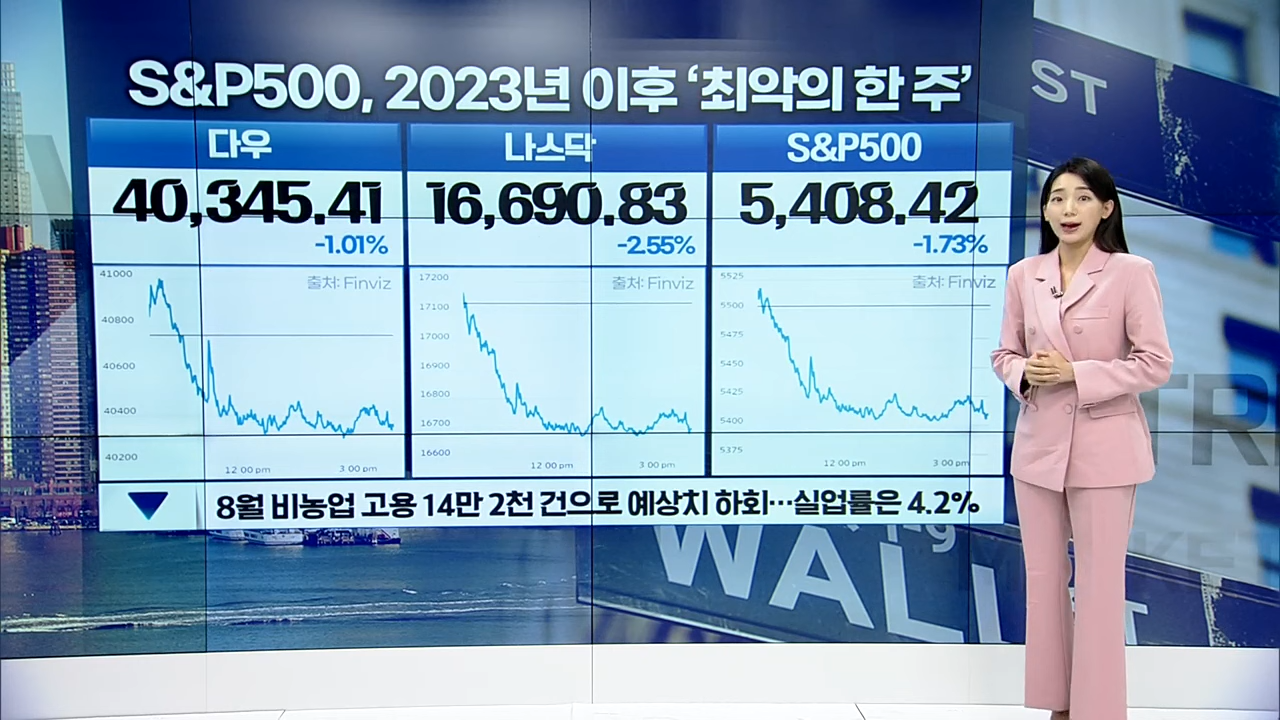 S&P500, 2023년 이후 ‘최악의 한 주’
다우
40,345.41
-1.01%
출처: Finviz
41000
40800
40600
40400
40200
12:00 pm
3:00 pm
나스닥
16,690.83
-2.55%
출처: Finviz
17200
17100
17000
16900
16800
16700
16600
12:00 pm
3:00 pm
S&P500
5,408.42
-1.73%
출처: Finviz
5525
5500
5475
5450
5425
5400
5375
12:00 pm
3:00 pm
8월 비농업 고용 14만 2천 건으로 예상치 하회…실업률은 4.2%
ST
TR
1-9
WALL